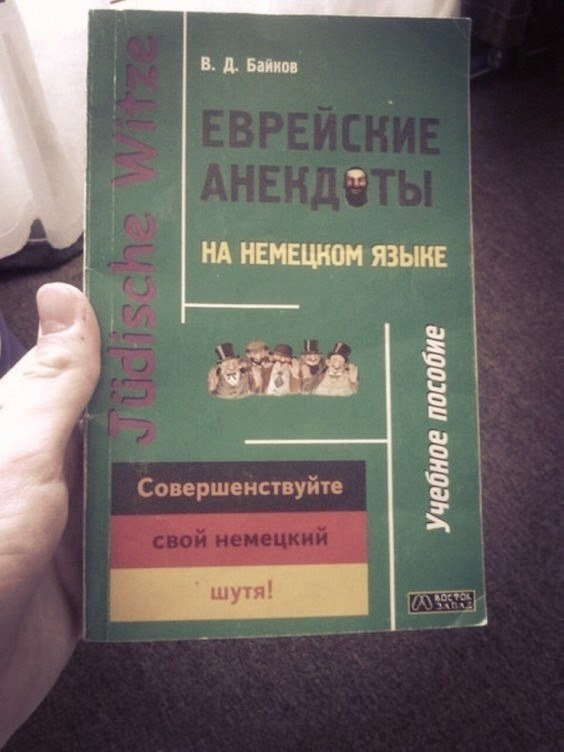 Jüdische Witze
В. Д. Байков
ЕВРЕЙСКИЕ
АНЕКДОТЫ
НА НЕМЕЦКОМ ЯЗЫКЕ
Учебное пособие
Совершенствуйте
свой немецкий
шутя!
ВОСТОК
ЗАПАД